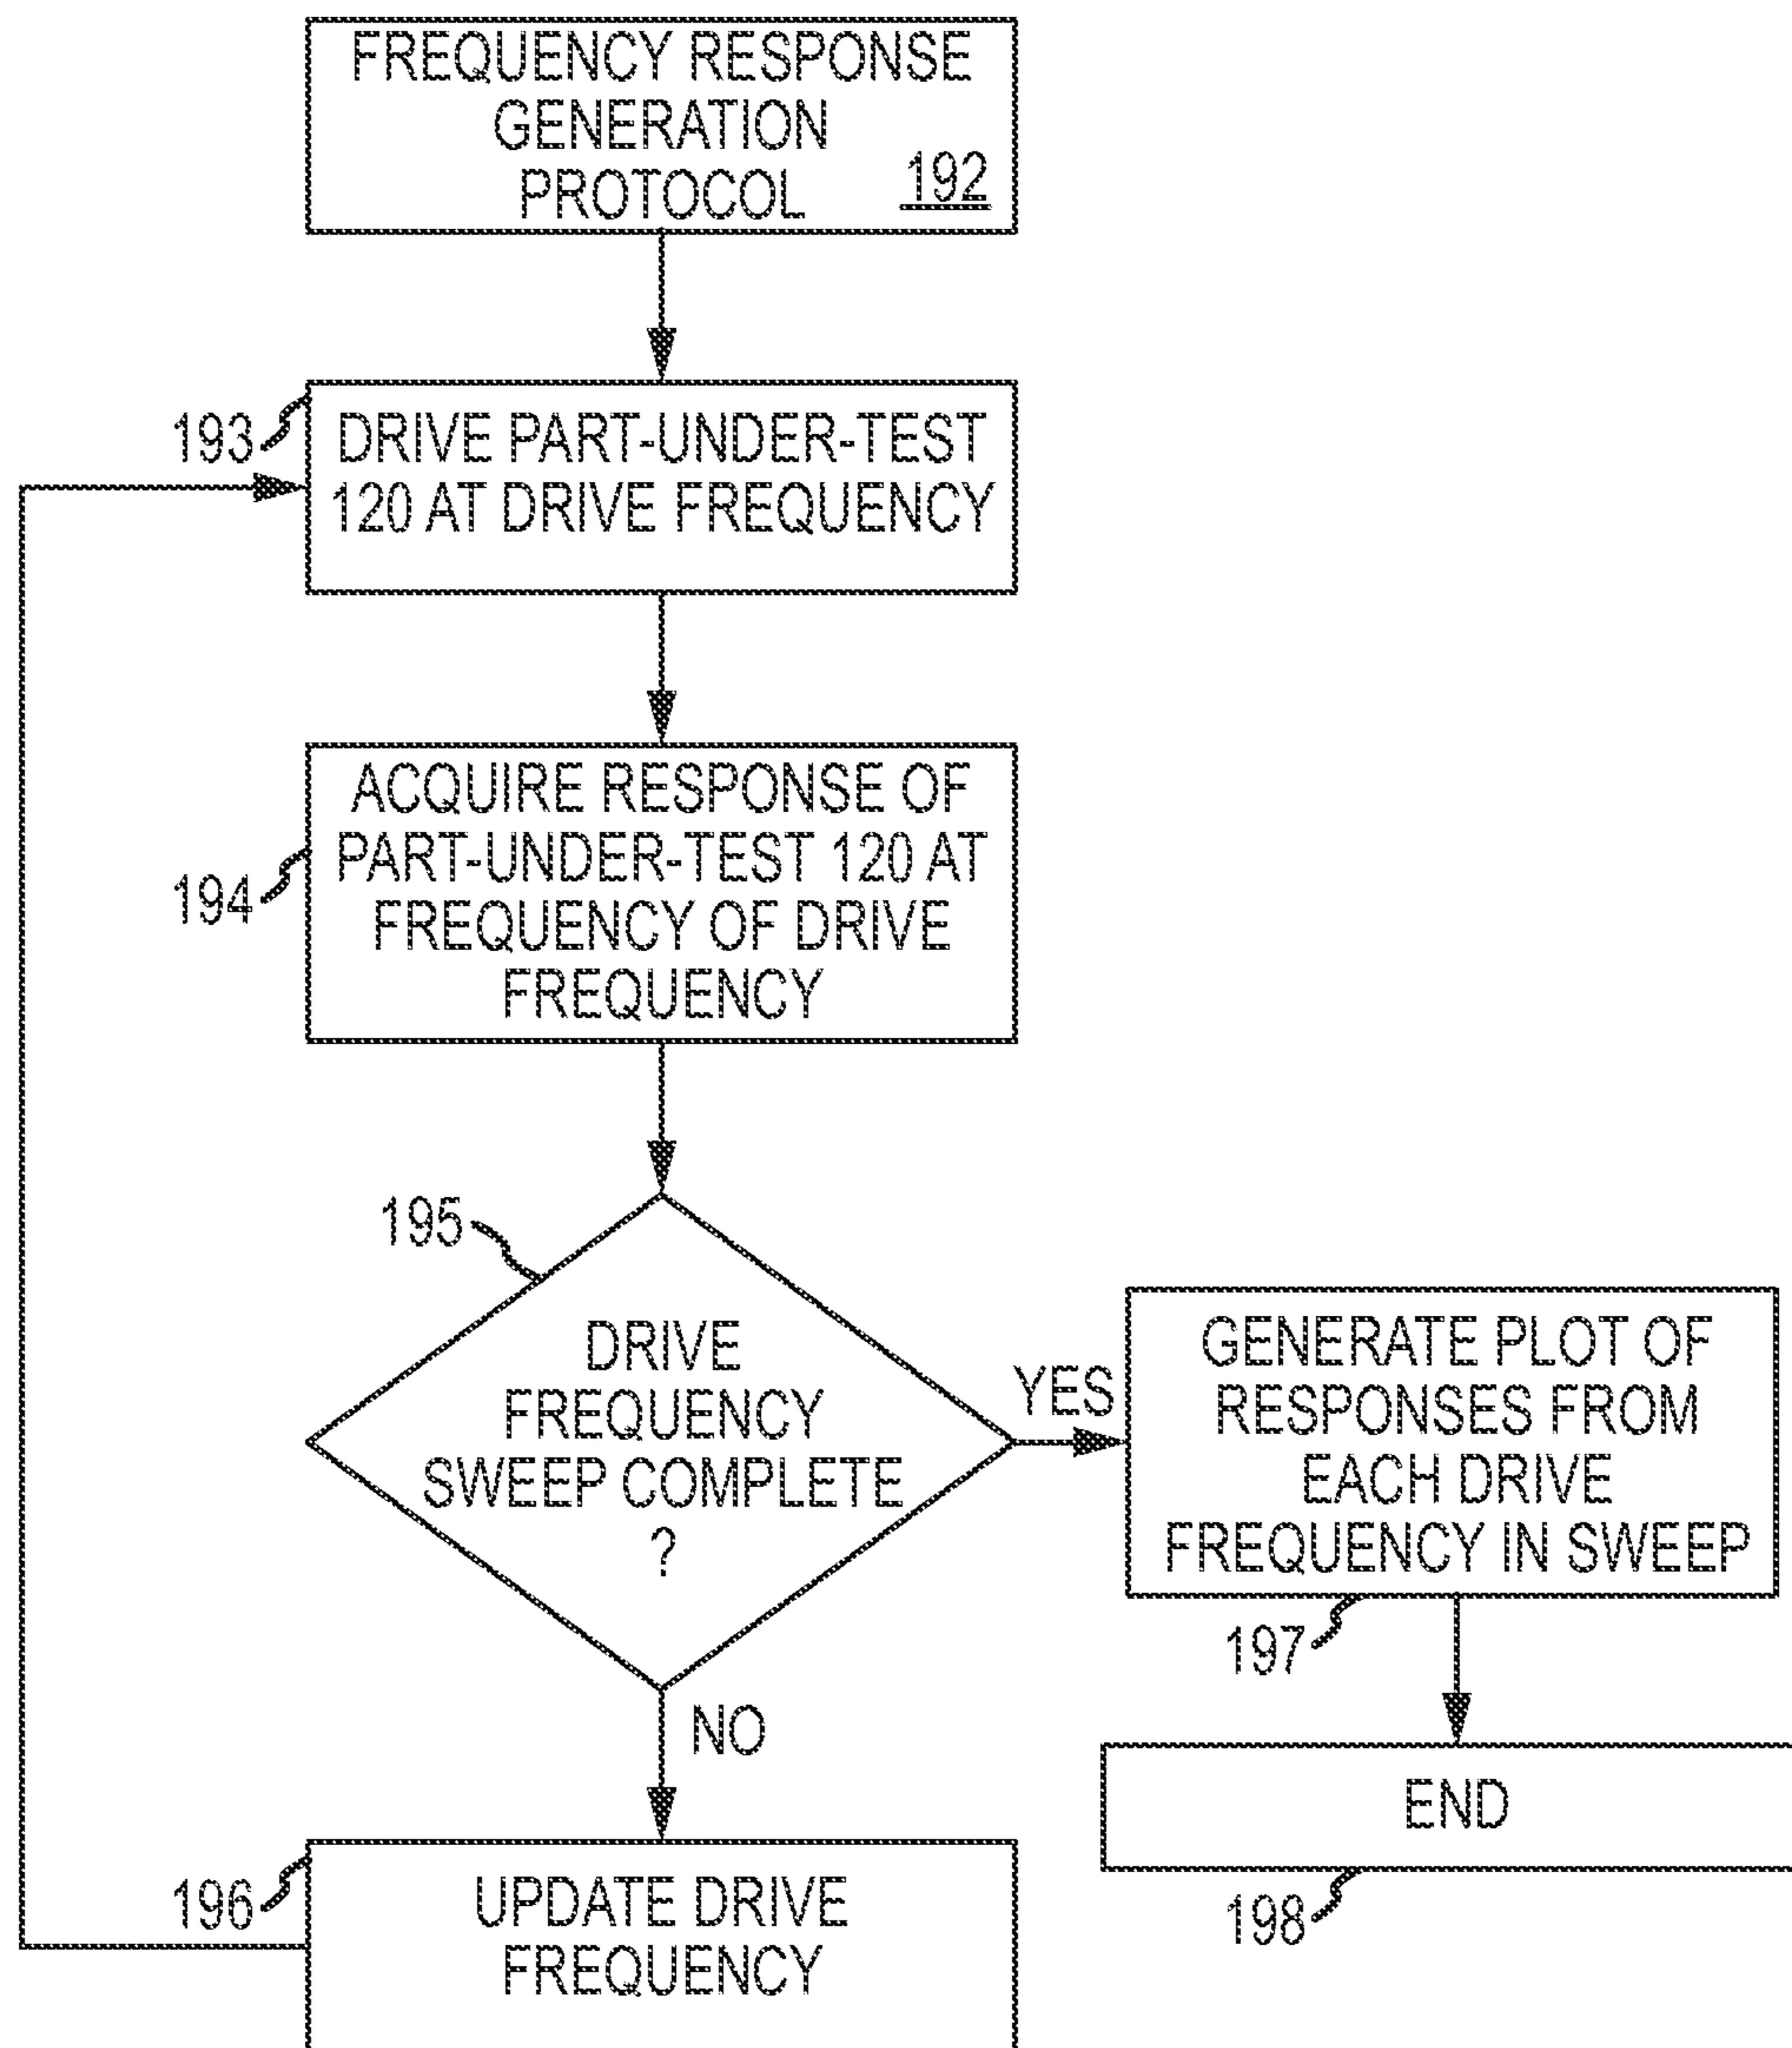 FREQUENCY RESPONSE
GENERATION
PROTOCOL
192
193
DRIVE PART-UNDER-TEST
120 AT DRIVE FREQUENCY
194
ACQUIRE RESPONSE OF
PART-UNDER-TEST 120 AT
FREQUENCY OF DRIVE
FREQUENCY
195
DRIVE
FREQUENCY
SWEEP COMPLETE
?
YES
GENERATE PLOT OF
RESPONSES FROM
EACH DRIVE
FREQUENCY IN SWEEP
197
NO
END
198
196
UPDATE DRIVE
FREQUENCY